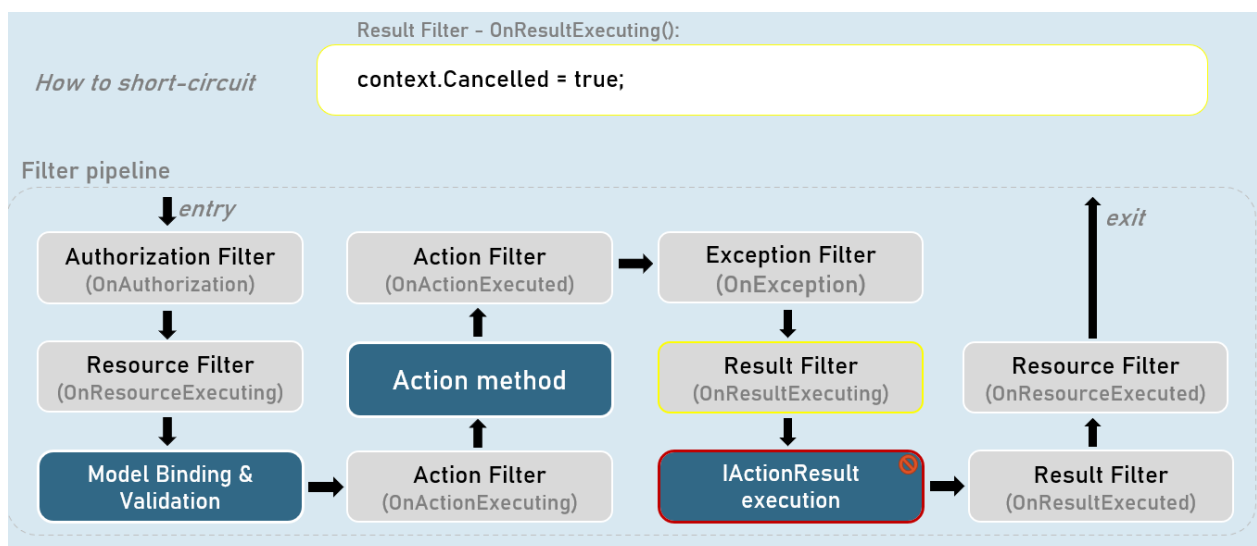 Result Filter - OnResultExecuting():
How to short-circuit
context.Cancelled = true;
Filter pipeline
entry
exit
Authorization Filter
(OnAuthorization)
Resource Filter
(OnResourceExecuting)
Model Binding &
Validation
Action Filter
(OnActionExecuting)
Action method
Action Filter
(OnActionExecuted)
Exception Filter
(OnException)
Result Filter
(OnResultExecuting)
IActionResult
execution
Result Filter
(OnResultExecuted)
Resource Filter
(OnResourceExecuted)